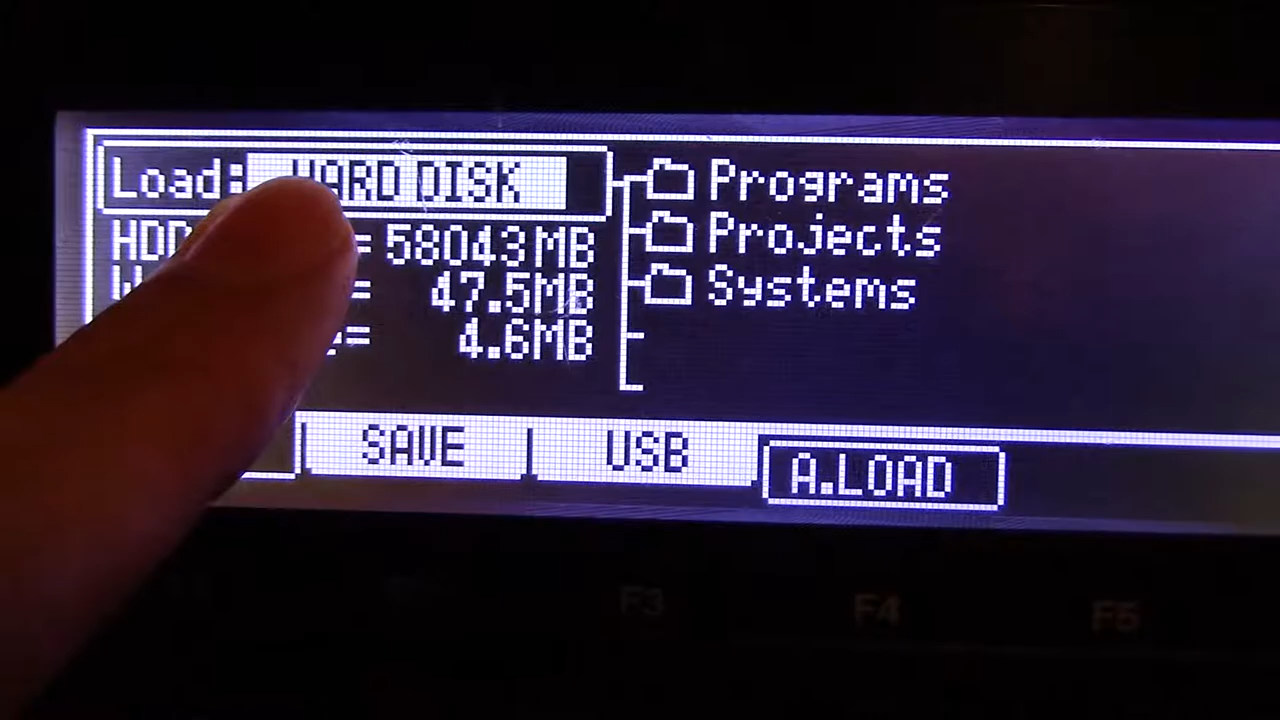 Load: HARD DISK
HDD = 58043MB
= 47.5MB
= 4.6MB
Programs
Projects
Systems
SAVE USB A.LOAD
F3 F4 F5